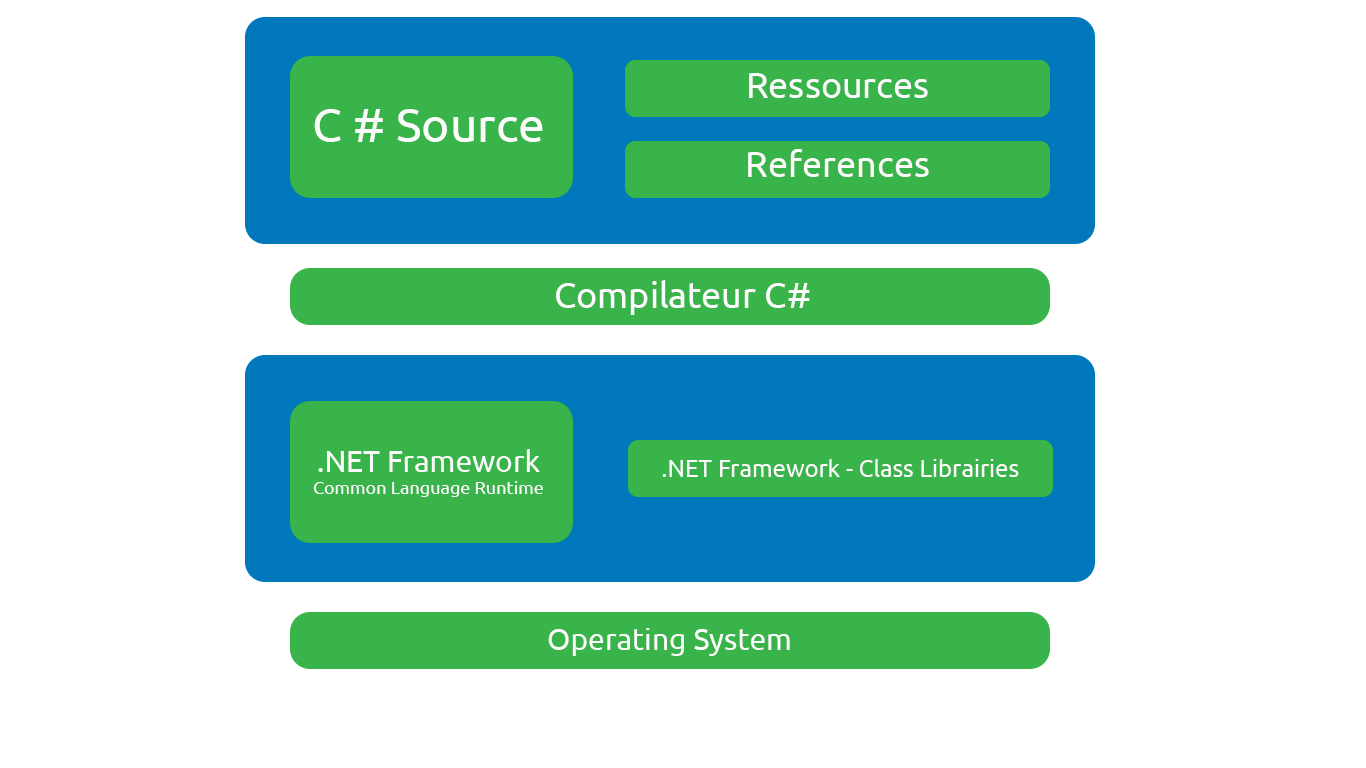 C # Source
Ressources
References
Compilateur C#
.NET Framework
Common Language Runtime
.NET Framework - Class Librairies
Operating System